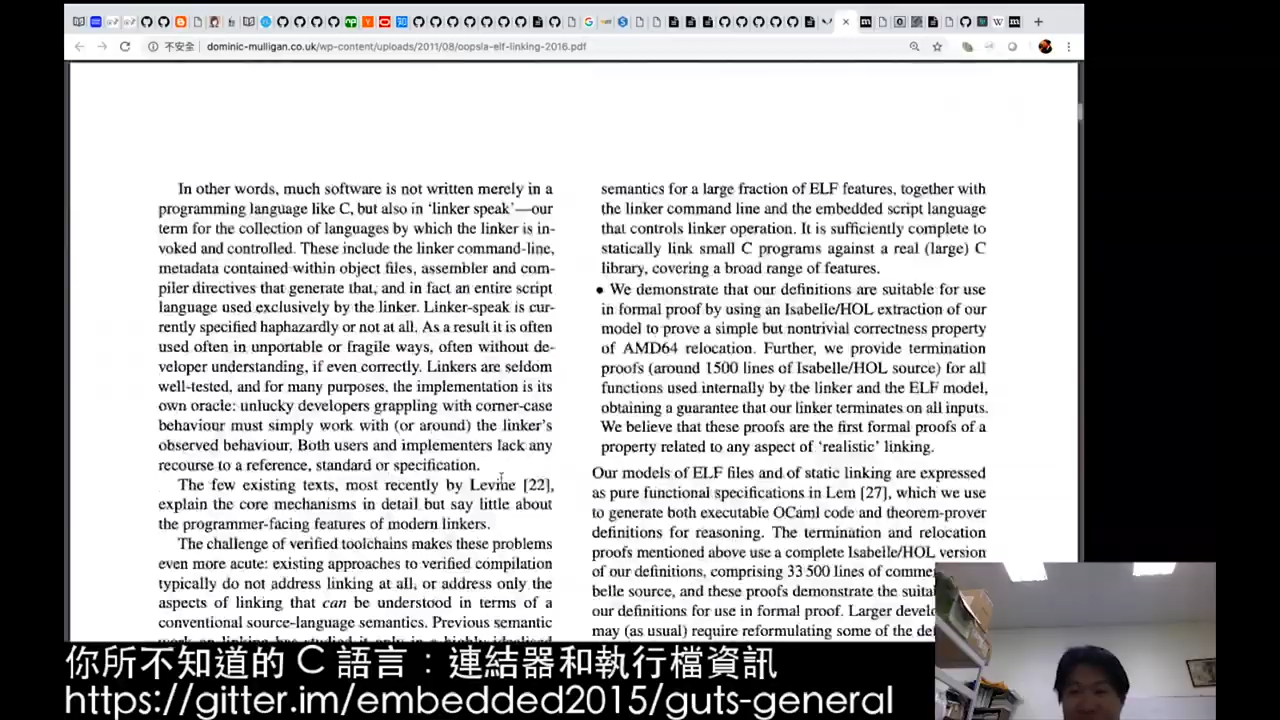 不安全
dominic-mulligan.co.uk/wp-content/uploads/2011/08/oopsla-elf-linking-2016.pdf
In other words, much software is not written merely in a
programming language like C, but also in ‘linker speak’—our
term for the collection of languages by which the linker is in-
voked and controlled. These include the linker command-line,
metadata contained within object files, assembler and com-
piler directives that generate that, and in fact an entire script
language used exclusively by the linker. Linker-speak is cur-
rently specified haphazardly or not at all. As a result it is often
used often in unportable or fragile ways, often without de-
veloper understanding, if even correctly. Linkers are seldom
well-tested, and for many purposes, the implementation is its
own oracle: unlucky developers grappling with corner-case
behaviour must simply work with (or around) the linker’s
observed behaviour. Both users and implementers lack any
recourse to a reference, standard or specification.
The few existing texts, most recently by Levine [22],
explain the core mechanisms in detail but say little about
the programmer-facing features of modern linkers.
The challenge of verified toolchains makes these problems
even more acute: existing approaches to verified compilation
typically do not address linking at all, or address only the
aspects of linking that can be understood in terms of a
conventional source-language semantics. Previous semantic
work on linking has studied it only in a highly idealised
semantics for a large fraction of ELF features, together with
the linker command line and the embedded script language
that controls linker operation. It is sufficiently complete to
statically link small C programs against a real (large) C
library, covering a broad range of features.
• We demonstrate that our definitions are suitable for use
in formal proof by using an Isabelle/HOL extraction of our
model to prove a simple but nontrivial correctness property
of AMD64 relocation. Further, we provide termination
proofs (around 1500 lines of Isabelle/HOL source) for all
functions used internally by the linker and the ELF model,
obtaining a guarantee that our linker terminates on all inputs.
We believe that these proofs are the first formal proofs of a
property related to any aspect of ‘realistic’ linking.
Our models of ELF files and of static linking are expressed
as pure functional specifications in Lem [27], which we use
to generate both executable OCaml code and theorem-prover
definitions for reasoning. The termination and relocation
proofs mentioned above use a complete Isabelle/HOL version
of our definitions, comprising 33 500 lines of comme
belle source, and these proofs demonstrate the suita
our definitions for use in formal proof. Larger develo
may (as usual) require reformulating some of the def
你所不知道的 C 語言：連結器和執行檔資訊
https://gitter.im/embedded2015/guts-general